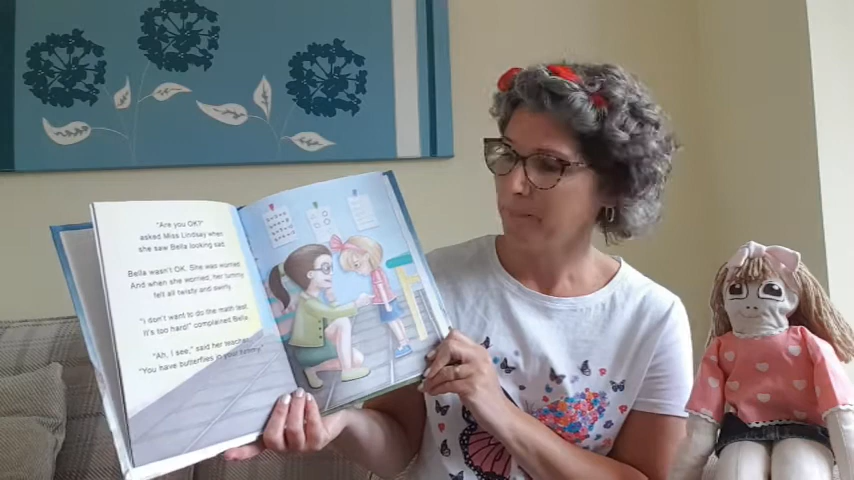 "Are you OK?"
asked Miss Lindsay when
she saw Bella looking sad.
Bella wasn't OK. She was worried.
And when she worried, her tummy
felt all twisty and swirly.
"I don't want to do the math test.
It's too hard!" complained Bella.
"Ah, I see," said her teacher.
"You have butterflies in your belly."